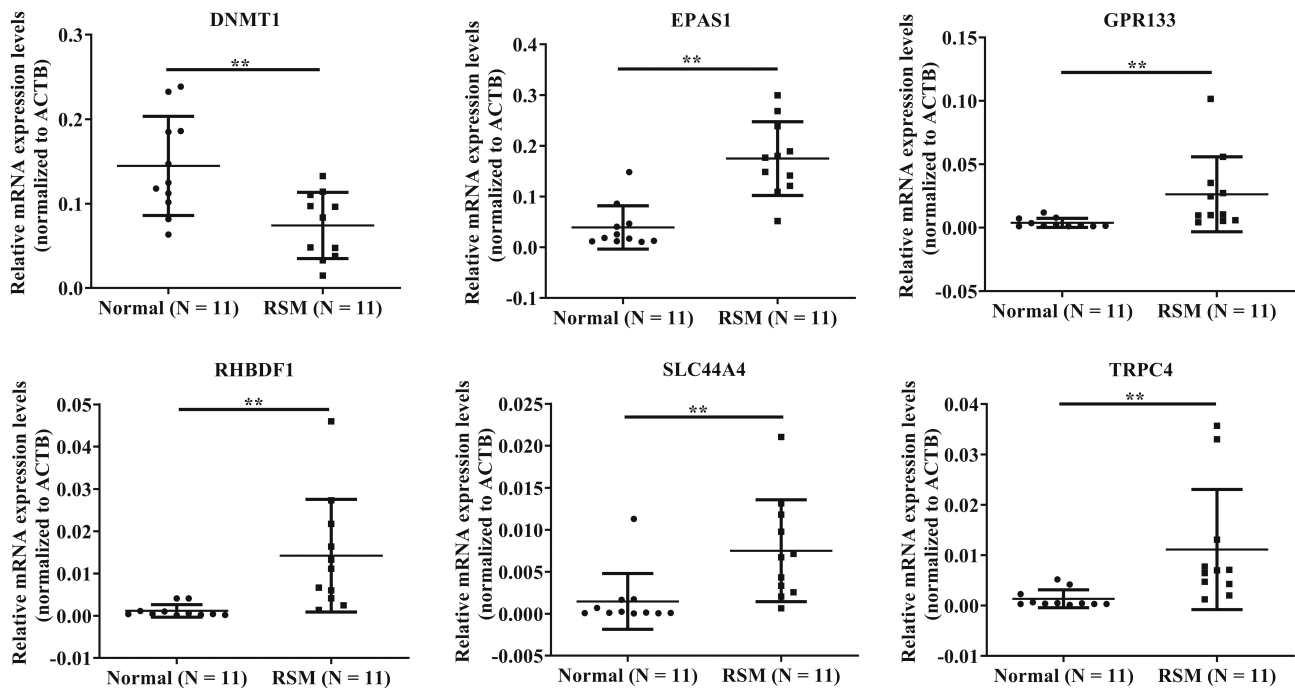 DNMT1
Relative mRNA expression levels
(normalized to ACTB)
0.3
0.2
0.1
0.0
**
Normal (N = 11)
RSM (N = 11)
EPAS1
Relative mRNA expression levels
(normalized to ACTB)
0.4
0.3
0.2
0.1
0.0
-0.1
**
Normal (N = 11)
RSM (N = 11)
GPR133
Relative mRNA expression levels
(normalized to ACTB)
0.15
0.10
0.05
0.00
-0.05
**
Normal (N = 11)
RSM (N = 11)
RHBDF1
Relative mRNA expression levels
(normalized to ACTB)
0.05
0.04
0.03
0.02
0.01
0.00
-0.01
**
Normal (N = 11)
RSM (N = 11)
SLC44A4
Relative mRNA expression levels
(normalized to ACTB)
0.025
0.020
0.015
0.010
0.005
0.000
-0.005
**
Normal (N = 11)
RSM (N = 11)
TRPC4
Relative mRNA expression levels
(normalized to ACTB)
0.04
0.03
0.02
0.01
0.00
-0.01
**
Normal (N = 11)
RSM (N = 11)